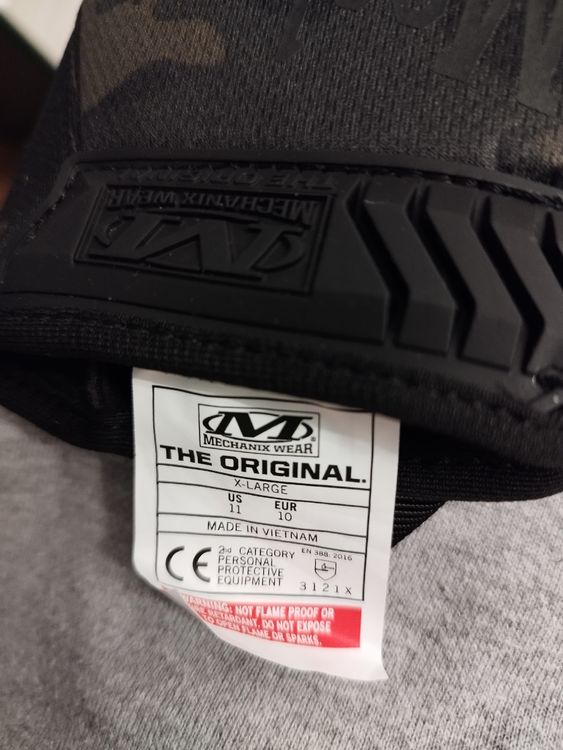 THE ORIGINAL
MECHANIX WEAR
M
MECHANIX WEAR®
THE ORIGINAL.
X-LARGE
US EUR
11 10
MADE IN VIETNAM
CE 2nd CATEGORY
PERSONAL
PROTECTIVE
EQUIPMENT
EN 388: 2016
3121X
WARNING: NOT FLAME PROOF OR
RETARDANT. DO NOT EXPOSE
TO OPEN FLAME OR SPARKS.